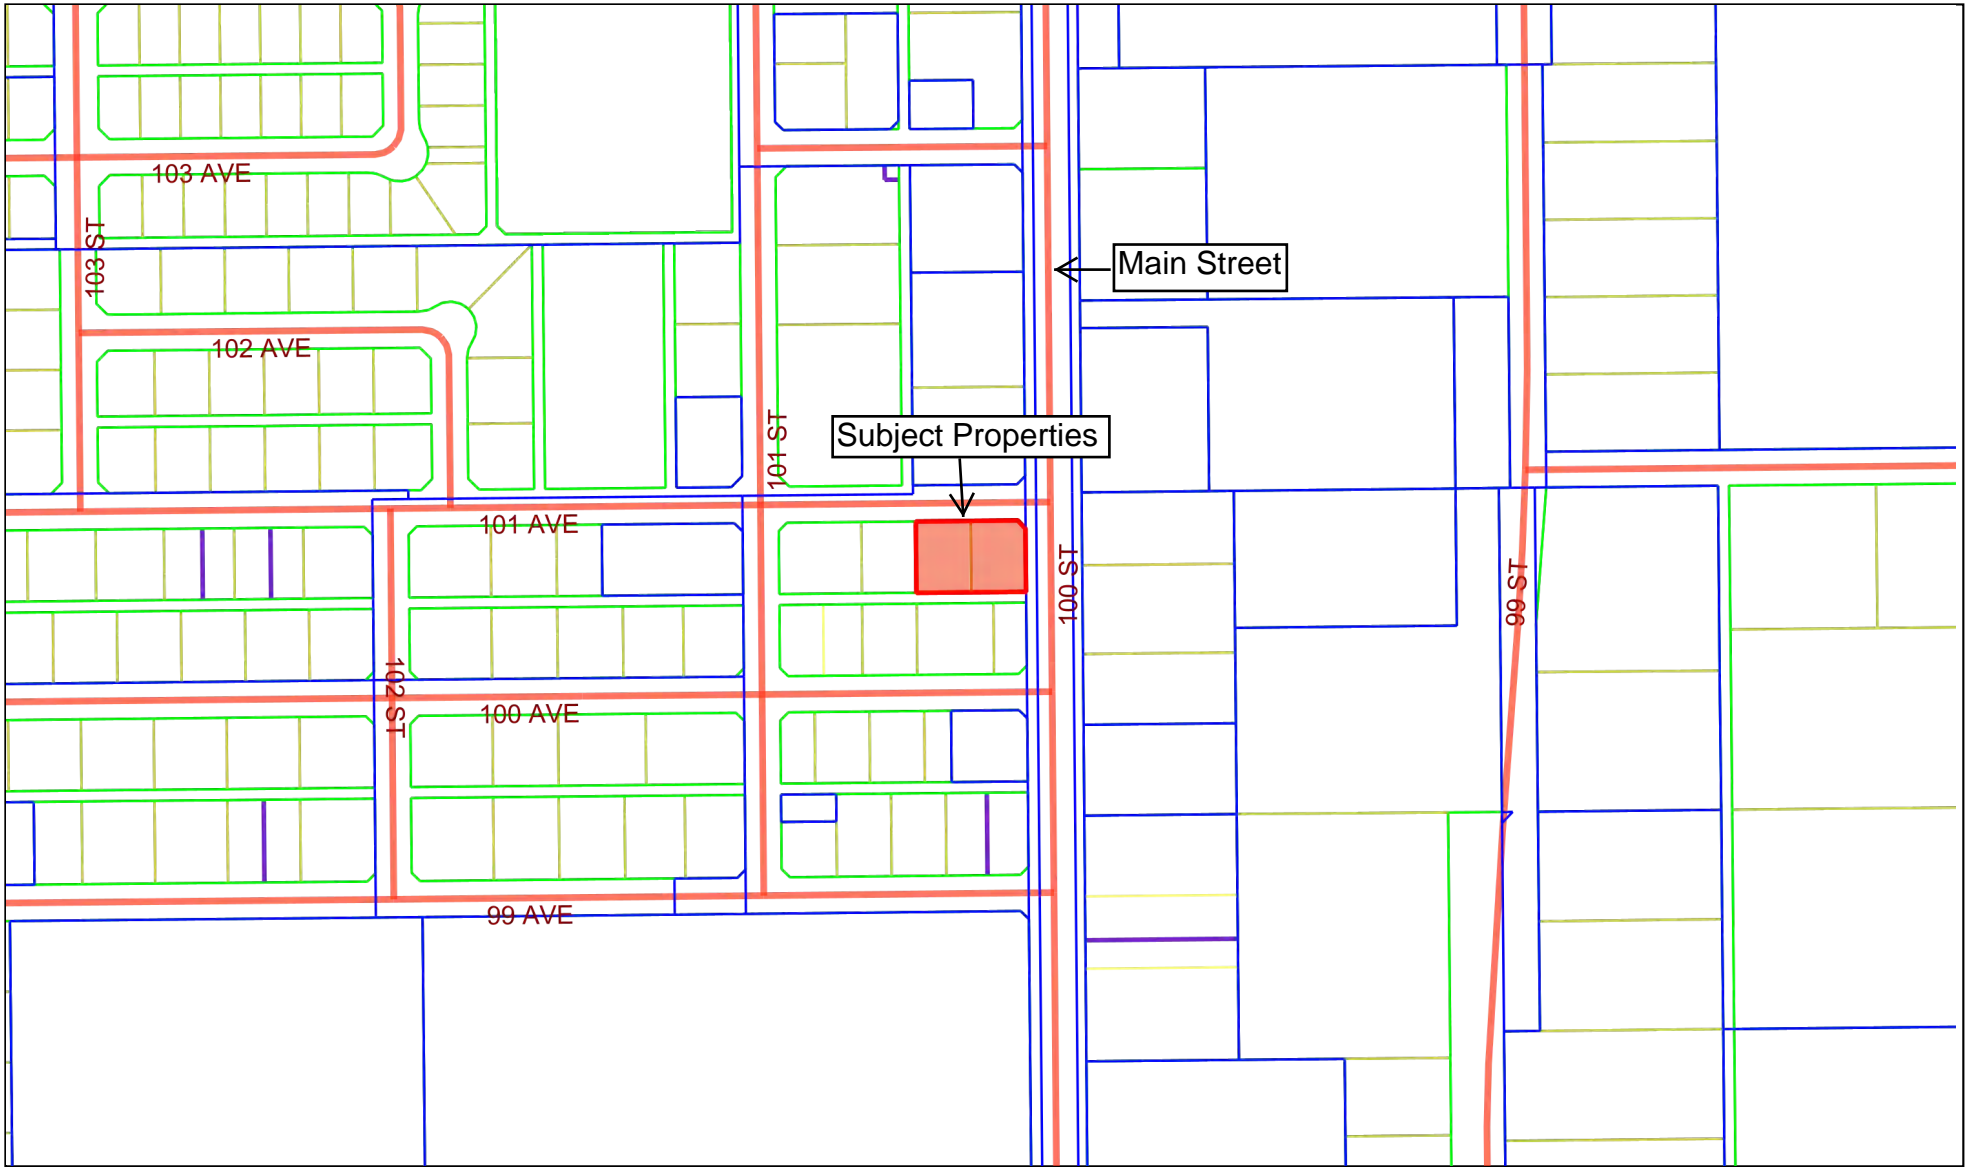 103 AVE
103 ST
Main Street
102 AVE
Subject Properties
101 ST
101 AVE
100 ST
99 ST
102 ST
100 AVE
99 AVE